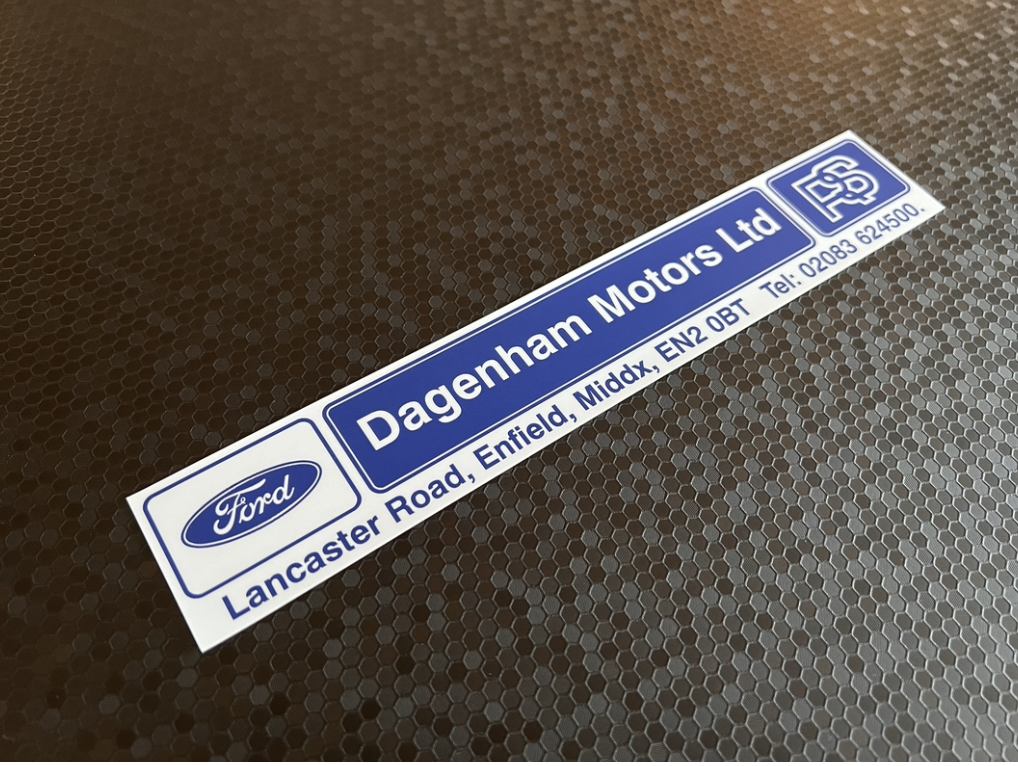 Ford
Dagenham Motors Ltd
RS
Lancaster Road, Enfield, Middx, EN2 0BT Tel: 02083 624500.